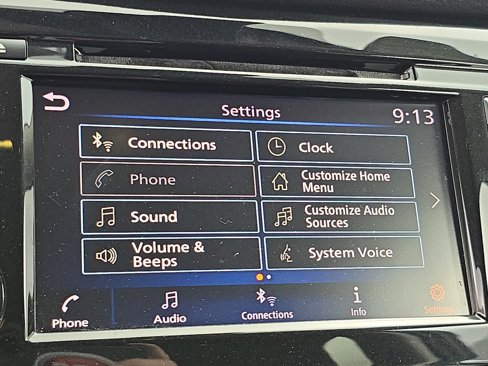 Settings
9:13
Connections
Clock
Phone
Customize Home
Menu
Sound
Customize Audio
Sources
Volume &
Beeps
System Voice
Phone
Audio
Connections
Info
Settings